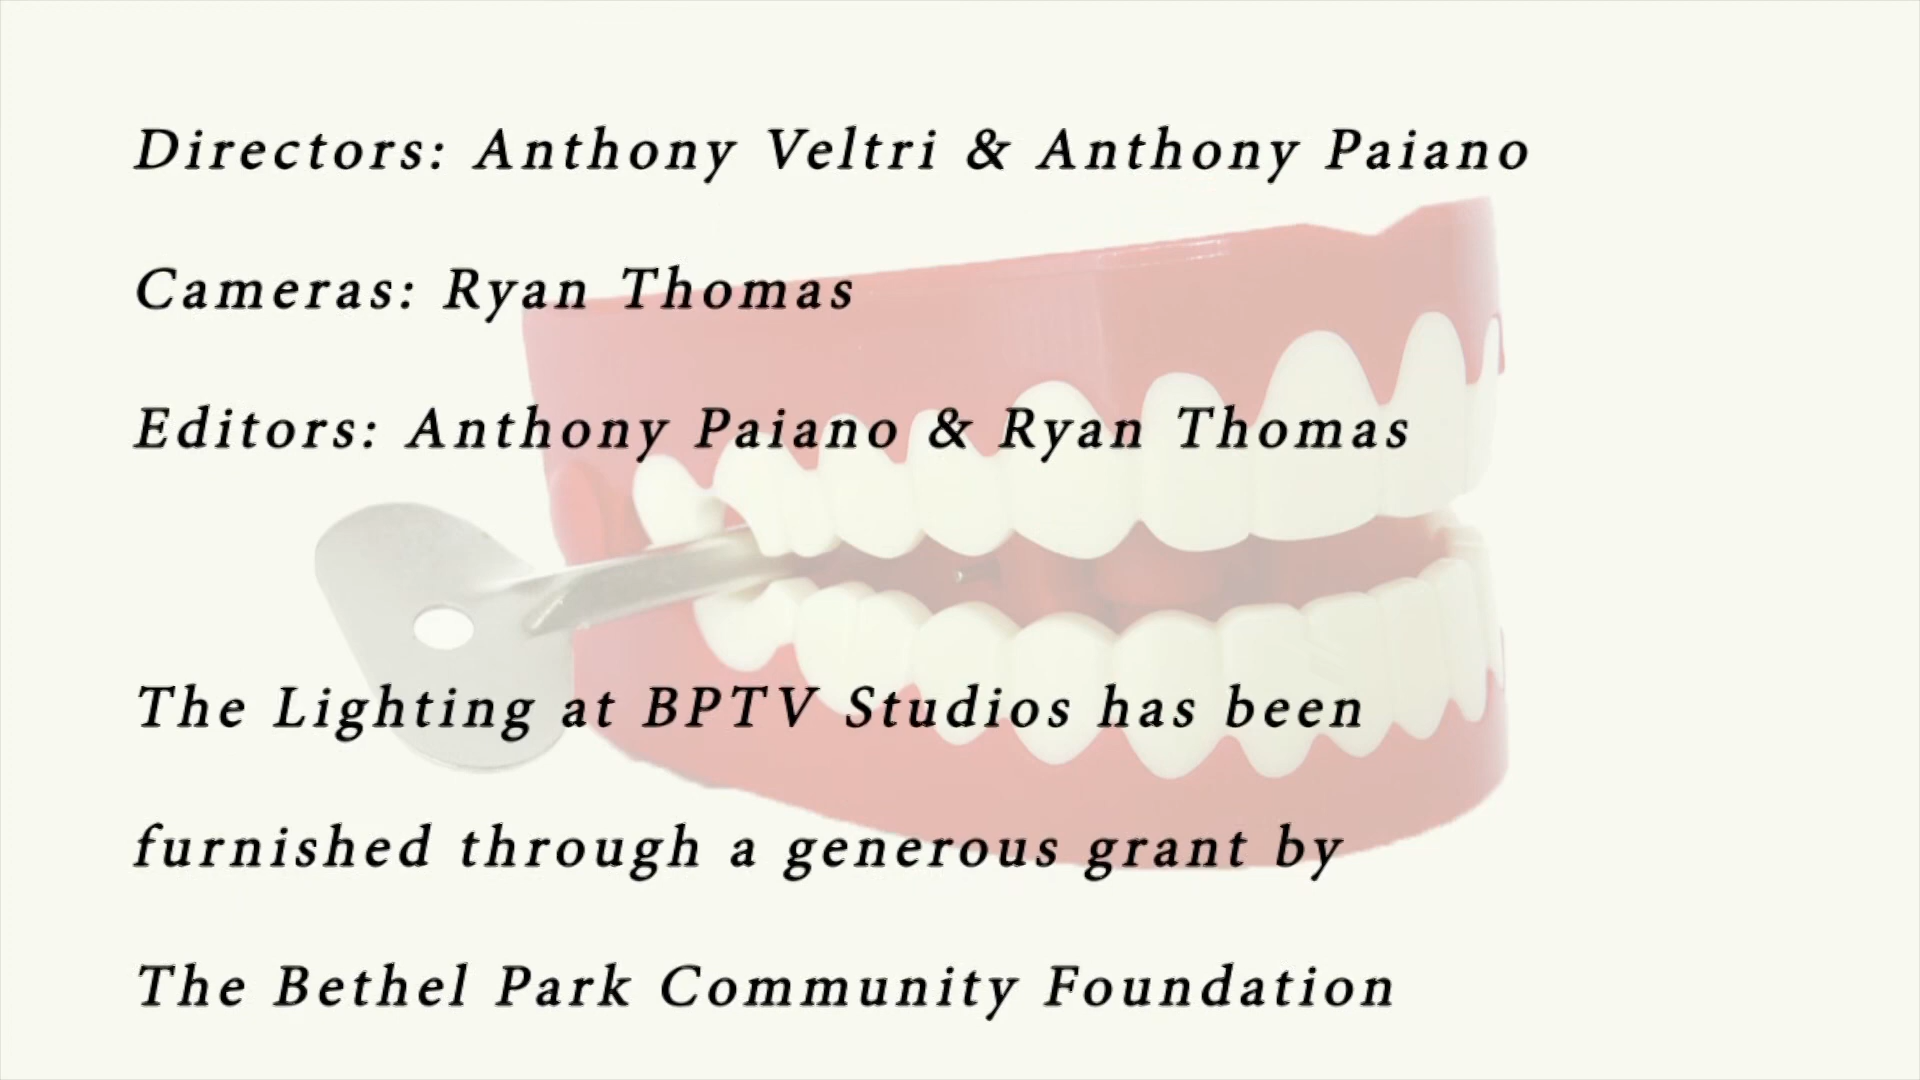 Directors: Anthony Veltri & Anthony Paiano
Cameras: Ryan Thomas
Editors: Anthony Paiano & Ryan Thomas
The Lighting at BPTV Studios has been
furnished through a generous grant by
The Bethel Park Community Foundation